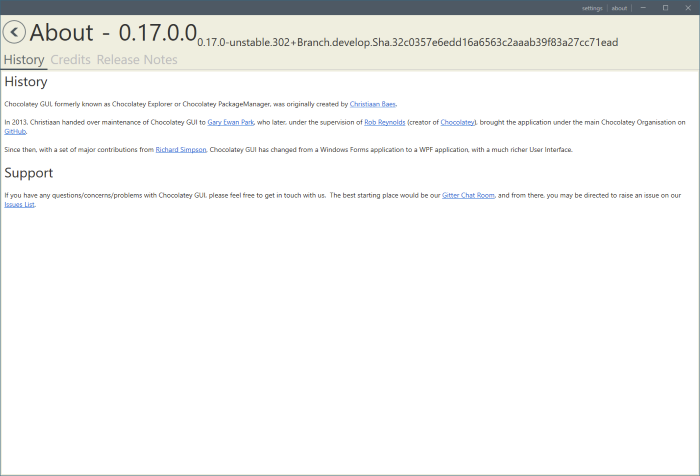 settings | about
About - 0.17.0.0 0.17.0-unstable.302+Branch.develop.Sha.32c0357e6edd16a6563c2aaab39f83a27cc71ead
History Credits Release Notes
History
Chocolatey GUI, formerly known as Chocolatey Explorer or Chocolatey PackageManager, was originally created by Christiaan Baes.
In 2013, Christiaan handed over maintenance of Chocolatey GUI to Gary Ewan Park, who later, under the supervision of Rob Reynolds (creator of Chocolatey), brought the application under the main Chocolatey Organisation on
GitHub.
Since then, with a set of major contributions from Richard Simpson, Chocolatey GUI has changed from a Windows Forms application to a WPF application, with a much richer User Interface.
Support
If you have any questions/concerns/problems with Chocolatey GUI, please feel free to get in touch with us. The best starting place would be our Gitter Chat Room, and from there, you may be directed to raise an issue on our
Issues List.